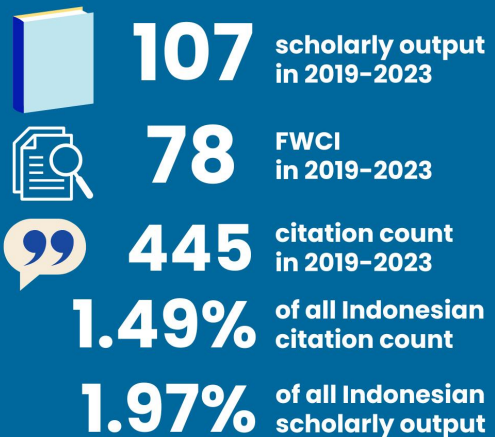 107 scholarly output
in 2019-2023
78 FWCI
in 2019-2023
445 citation count
in 2019-2023
1.49% of all Indonesian
citation count
1.97% of all Indonesian
scholarly output